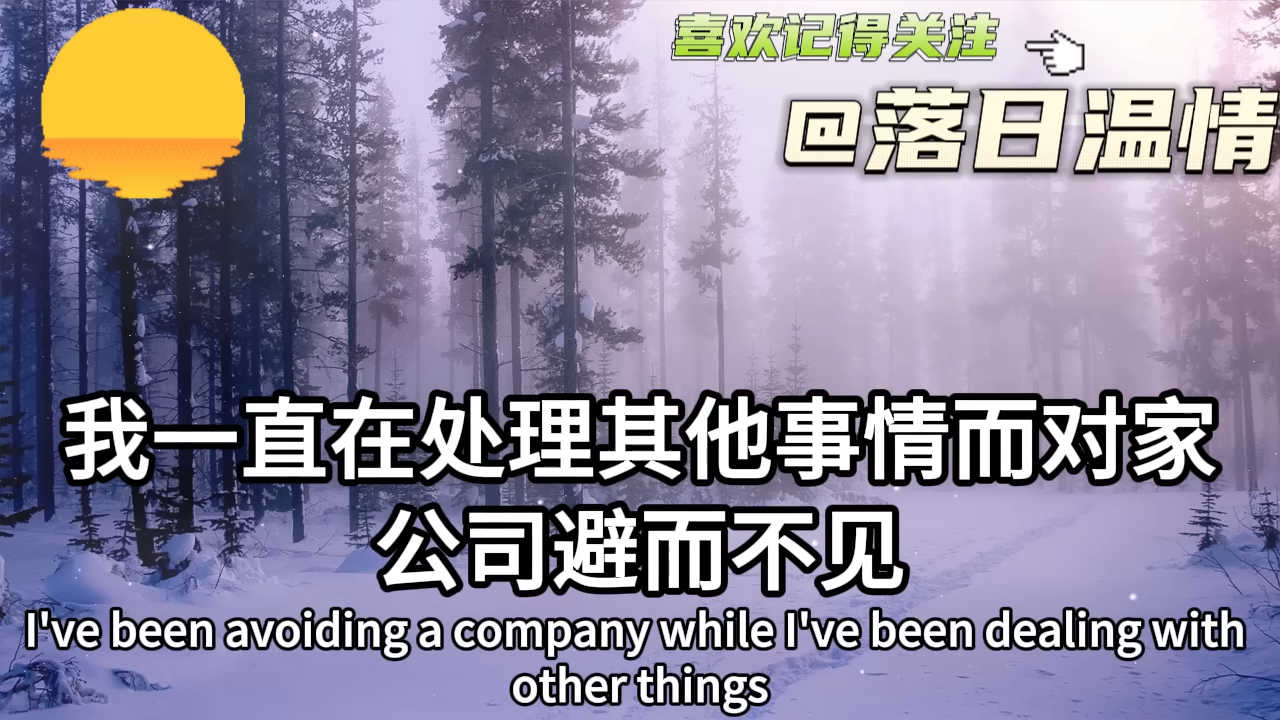 喜欢记得关注
@落日温情
我一直在处理其他事情而对家
公司避而不见
I've been avoiding a company while I've been dealing with
other things